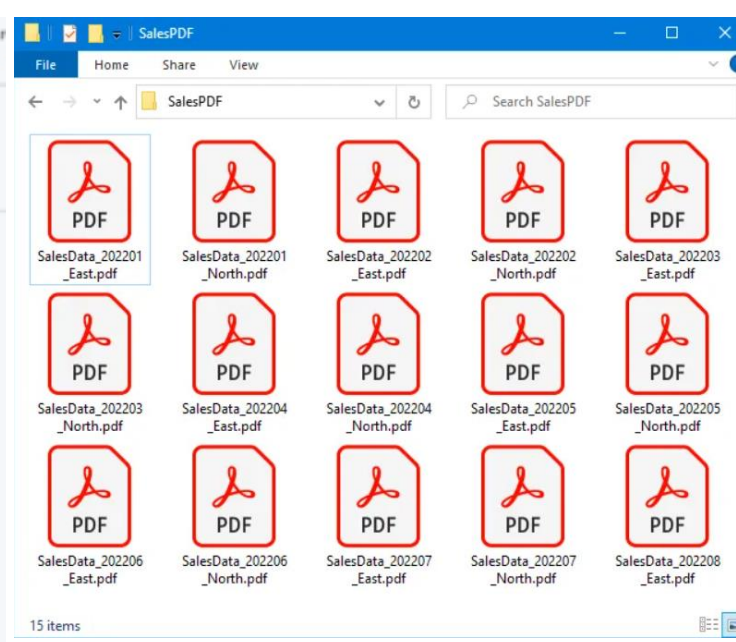 SalesPDF
File Home Share View
SalesPDF
Search SalesPDF
PDF PDF PDF PDF PDF
SalesData_202201 SalesData_202201 SalesData_202202 SalesData_202202 SalesData_202203
_East.pdf _North.pdf _East.pdf _North.pdf _East.pdf
PDF PDF PDF PDF PDF
SalesData_202203 SalesData_202204 SalesData_202204 SalesData_202205 SalesData_202205
_North.pdf _East.pdf _North.pdf _East.pdf _North.pdf
PDF PDF PDF PDF PDF
SalesData_202206 SalesData_202206 SalesData_202207 SalesData_202207 SalesData_202208
_East.pdf _North.pdf _East.pdf _North.pdf _East.pdf
15 items